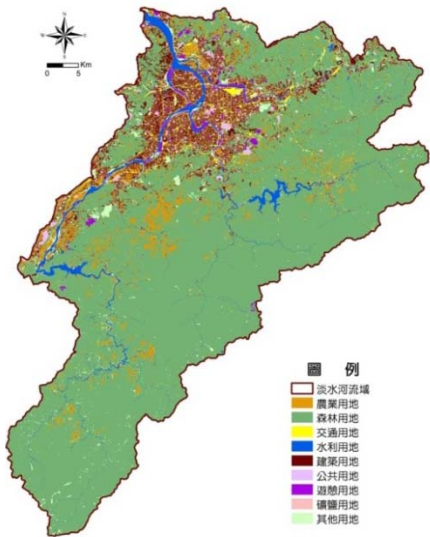 N
W
E
S
Km
0
5
圖 例
淡水河流域
農業用地
森林用地
交通用地
水利用地
建築用地
公共用地
遊憩用地
礦鹽用地
其他用地